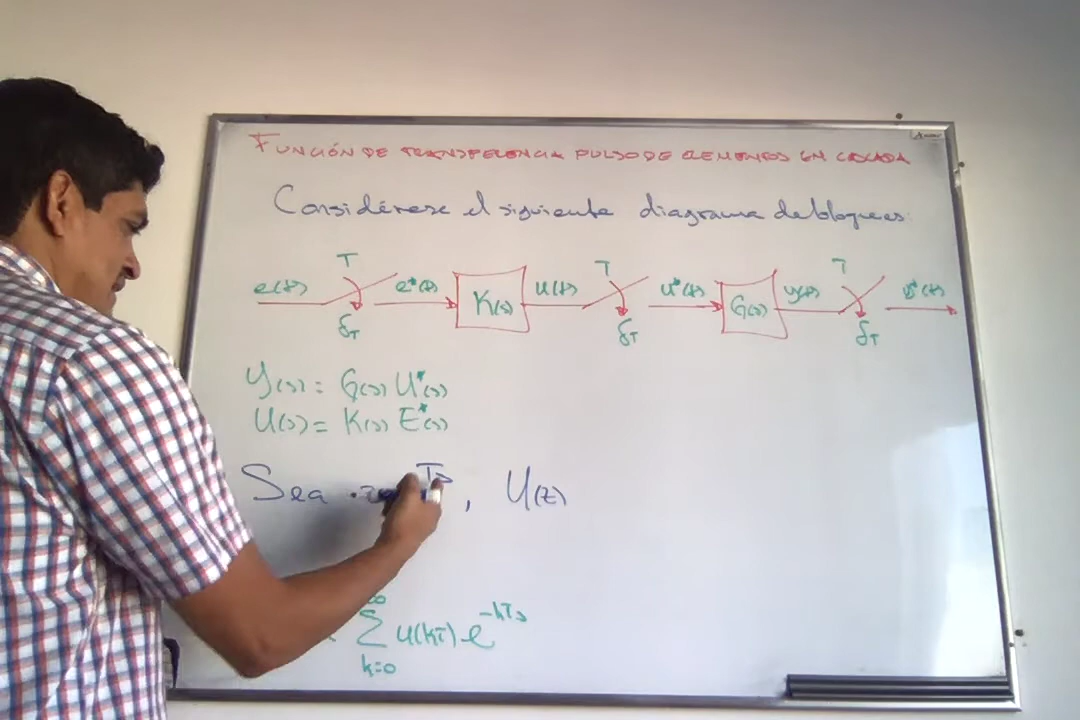 FUNCIÓN DE TRANSFERENCIA PULSO DE ELEMENTOS EN CASCADA
Considérese el siguiente diagrama de bloques:
T T T
e(t) e*(t) K(s) u(t) u*(t) G(s) y(t) y*(t)
δT δT δT
Y(s) = G(s) U*(s)
U(s) = K(s) E*(s)
Sea Ts, U(z)
∞
Σ u(kT) e^-kTs
k=0